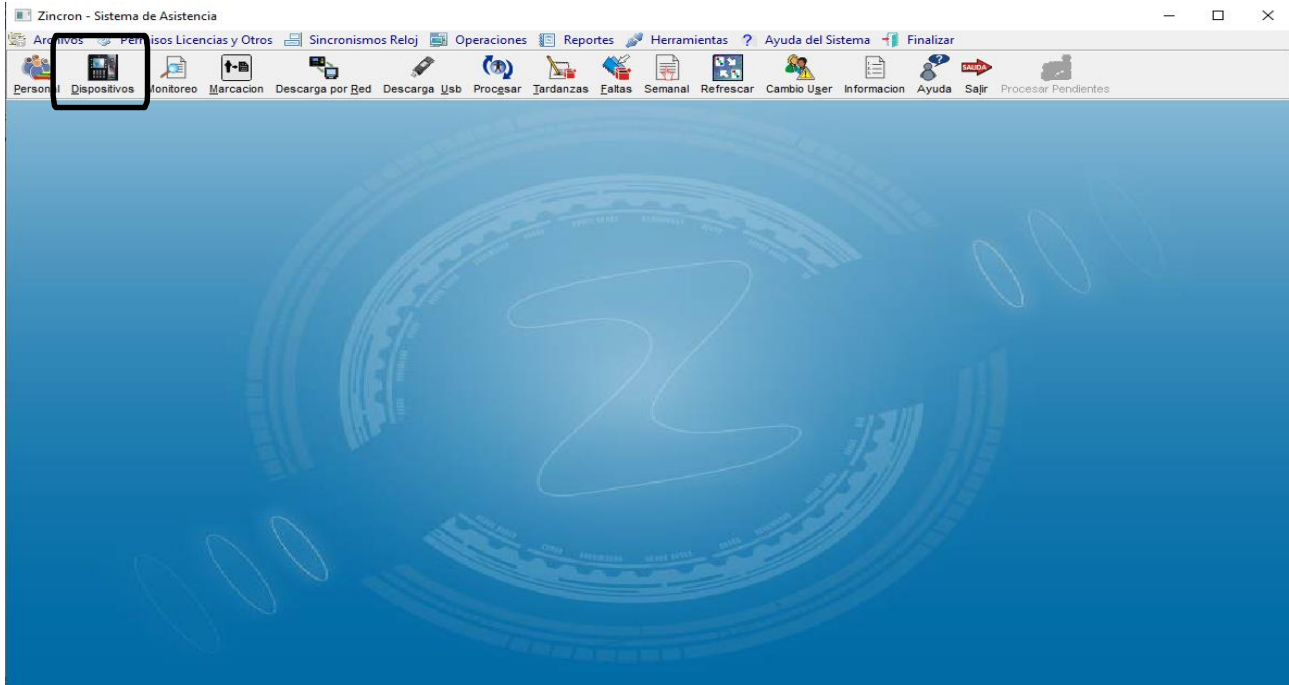 Zincron - Sistema de Asistencia
Archivos Permisos Licencias y Otros Sincronismos Reloj Operaciones Reportes Herramientas ? Ayuda del Sistema Finalizar
SALIDA
Personal Dispositivos Monitoreo Marcacion Descarga por Red Descarga Usb Procesar Tardanzas Faltas Semanal Refrescar Cambio User Informacion Ayuda Salir Procesar Pendientes